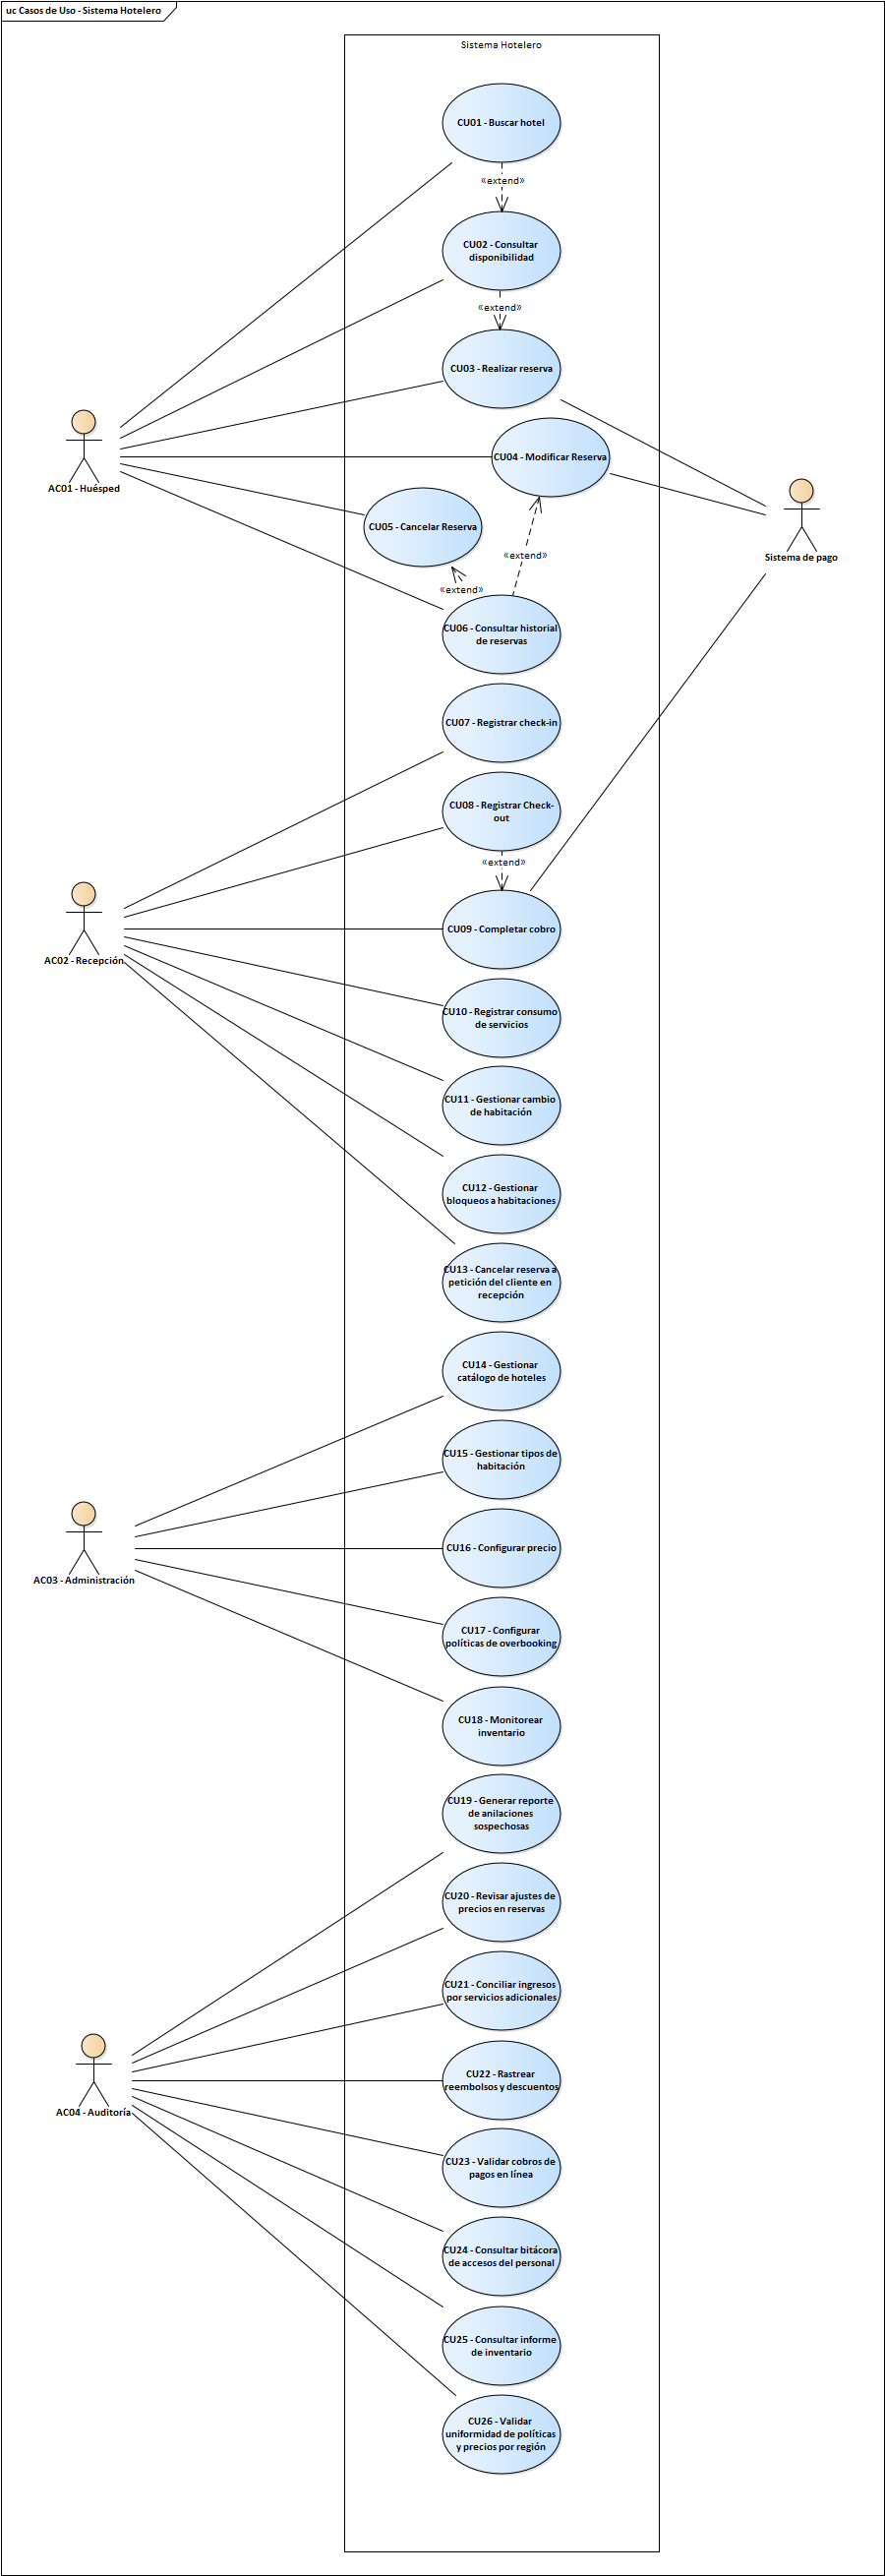 uc Casos de Uso - Sistema Hotelero
Sistema Hotelero
CU01 - Buscar hotel
«extend»
CU02 - Consultar
disponibilidad
«extend»
CU03 - Realizar reserva
CU04 - Modificar Reserva
AC01 - Huésped
CU05 - Cancelar Reserva
Sistema de pago
«extend»
«extend»
CU06 - Consultar historial
de reservas
CU07 - Registrar check-in
CU08 - Registrar Check-
out
«extend»
CU09 - Completar cobro
AC02 - Recepción
CU10 - Registrar consumo
de servicios
CU11 - Gestionar cambio
de habitación
CU12 - Gestionar
bloqueos a habitaciones
CU13 - Cancelar reserva a
petición del cliente en
recepción
CU14 - Gestionar
catálogo de hoteles
CU15 - Gestionar tipos de
habitación
CU16 - Configurar precio
AC03 - Administración
CU17 - Configurar
políticas de overbooking
CU18 - Monitorear
inventario
CU19 - Generar reporte
de anilaciones
sospechosas
CU20 - Revisar ajustes de
precios en reservas
CU21 - Conciliar ingresos
por servicios adicionales
CU22 - Rastrear
reembolsos y descuentos
AC04 - Auditoría
CU23 - Validar cobros de
pagos en línea
CU24 - Consultar bitácora
de accesos del personal
CU25 - Consultar informe
de inventario
CU26 - Validar
uniformidad de políticas
y precios por región